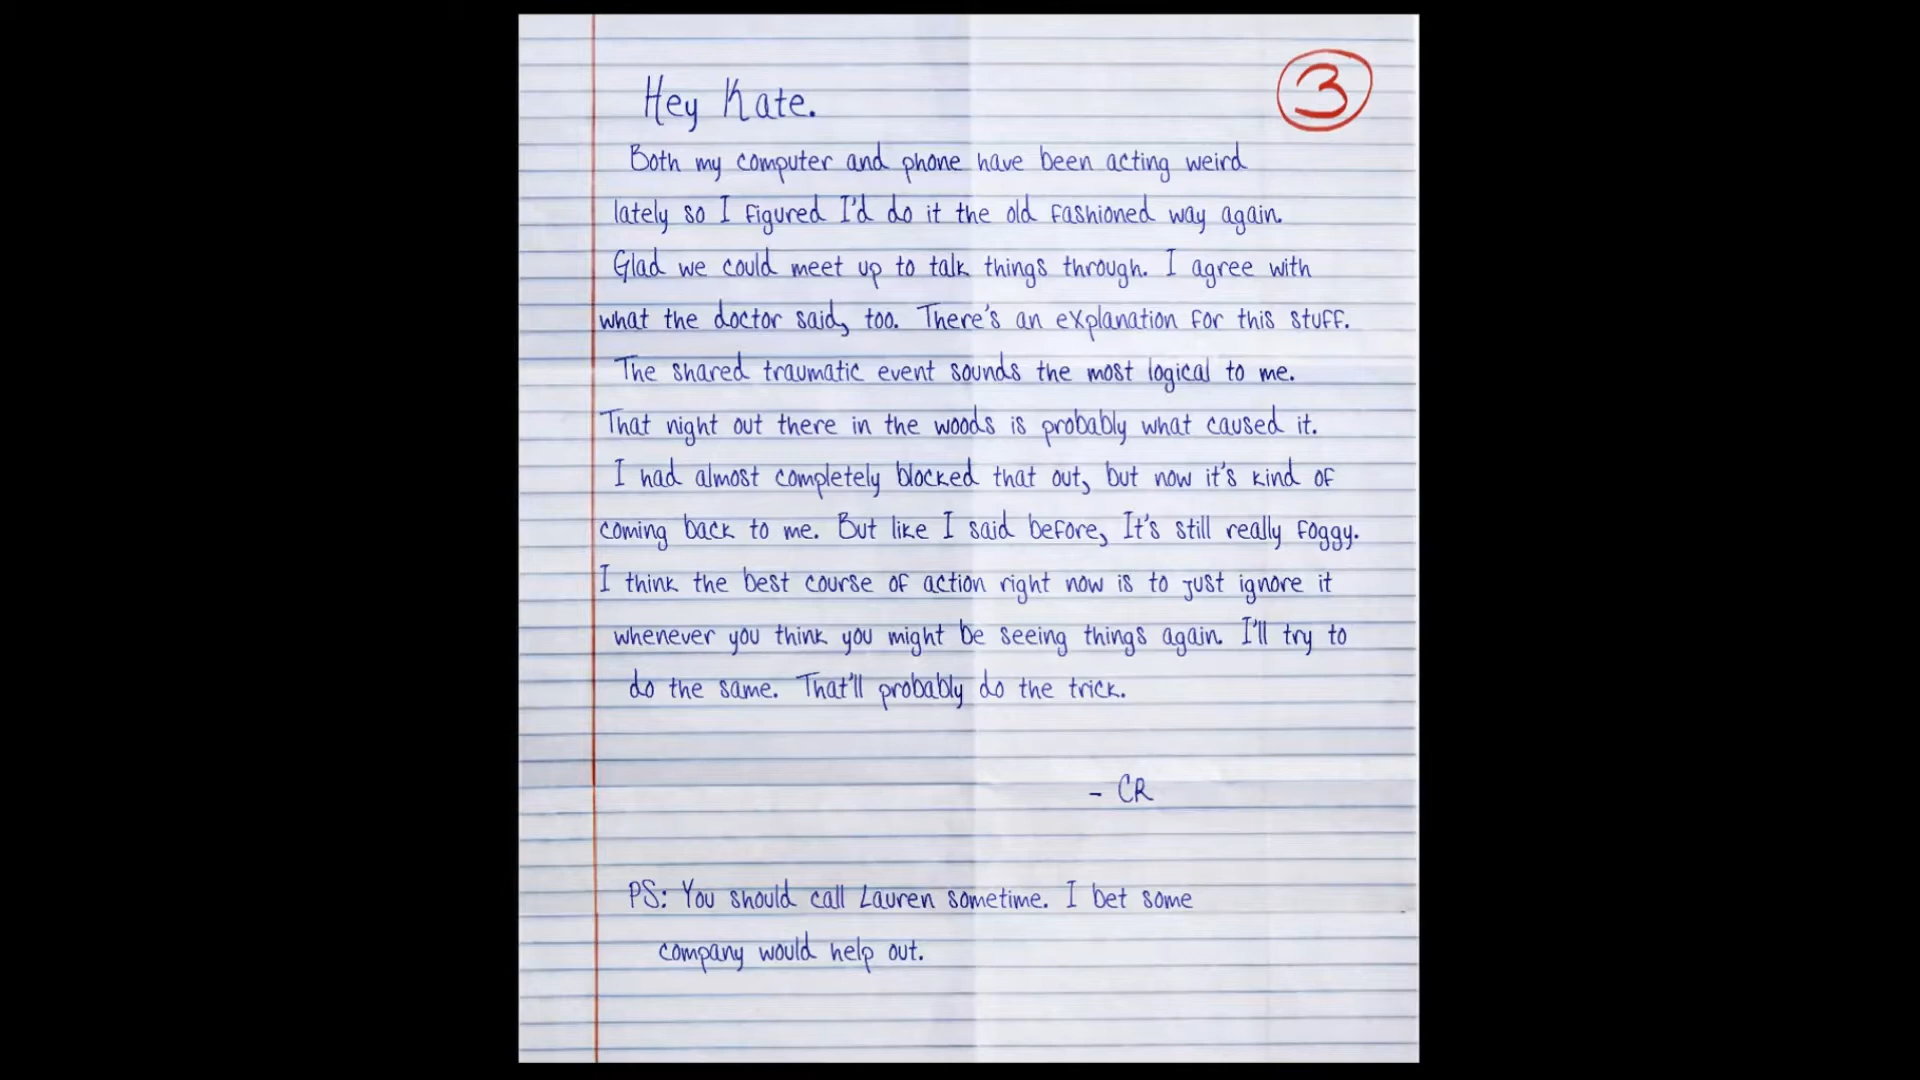 3
Hey Kate.
Both my computer and phone have been acting weird
lately so I figured I'd do it the old fashioned way again.
Glad we could meet up to talk things through. I agree with
what the doctor said, too. There's an explanation for this stuff.
The shared traumatic event sounds the most logical to me.
That night out there in the woods is probably what caused it.
I had almost completely blocked that out, but now it's kind of
coming back to me. But like I said before, It's still really foggy.
I think the best course of action right now is to just ignore it
whenever you think you might be seeing things again. I'll try to
do the same. That'll probably do the trick.
- CR
PS: You should call Lauren sometime. I bet some
company would help out.